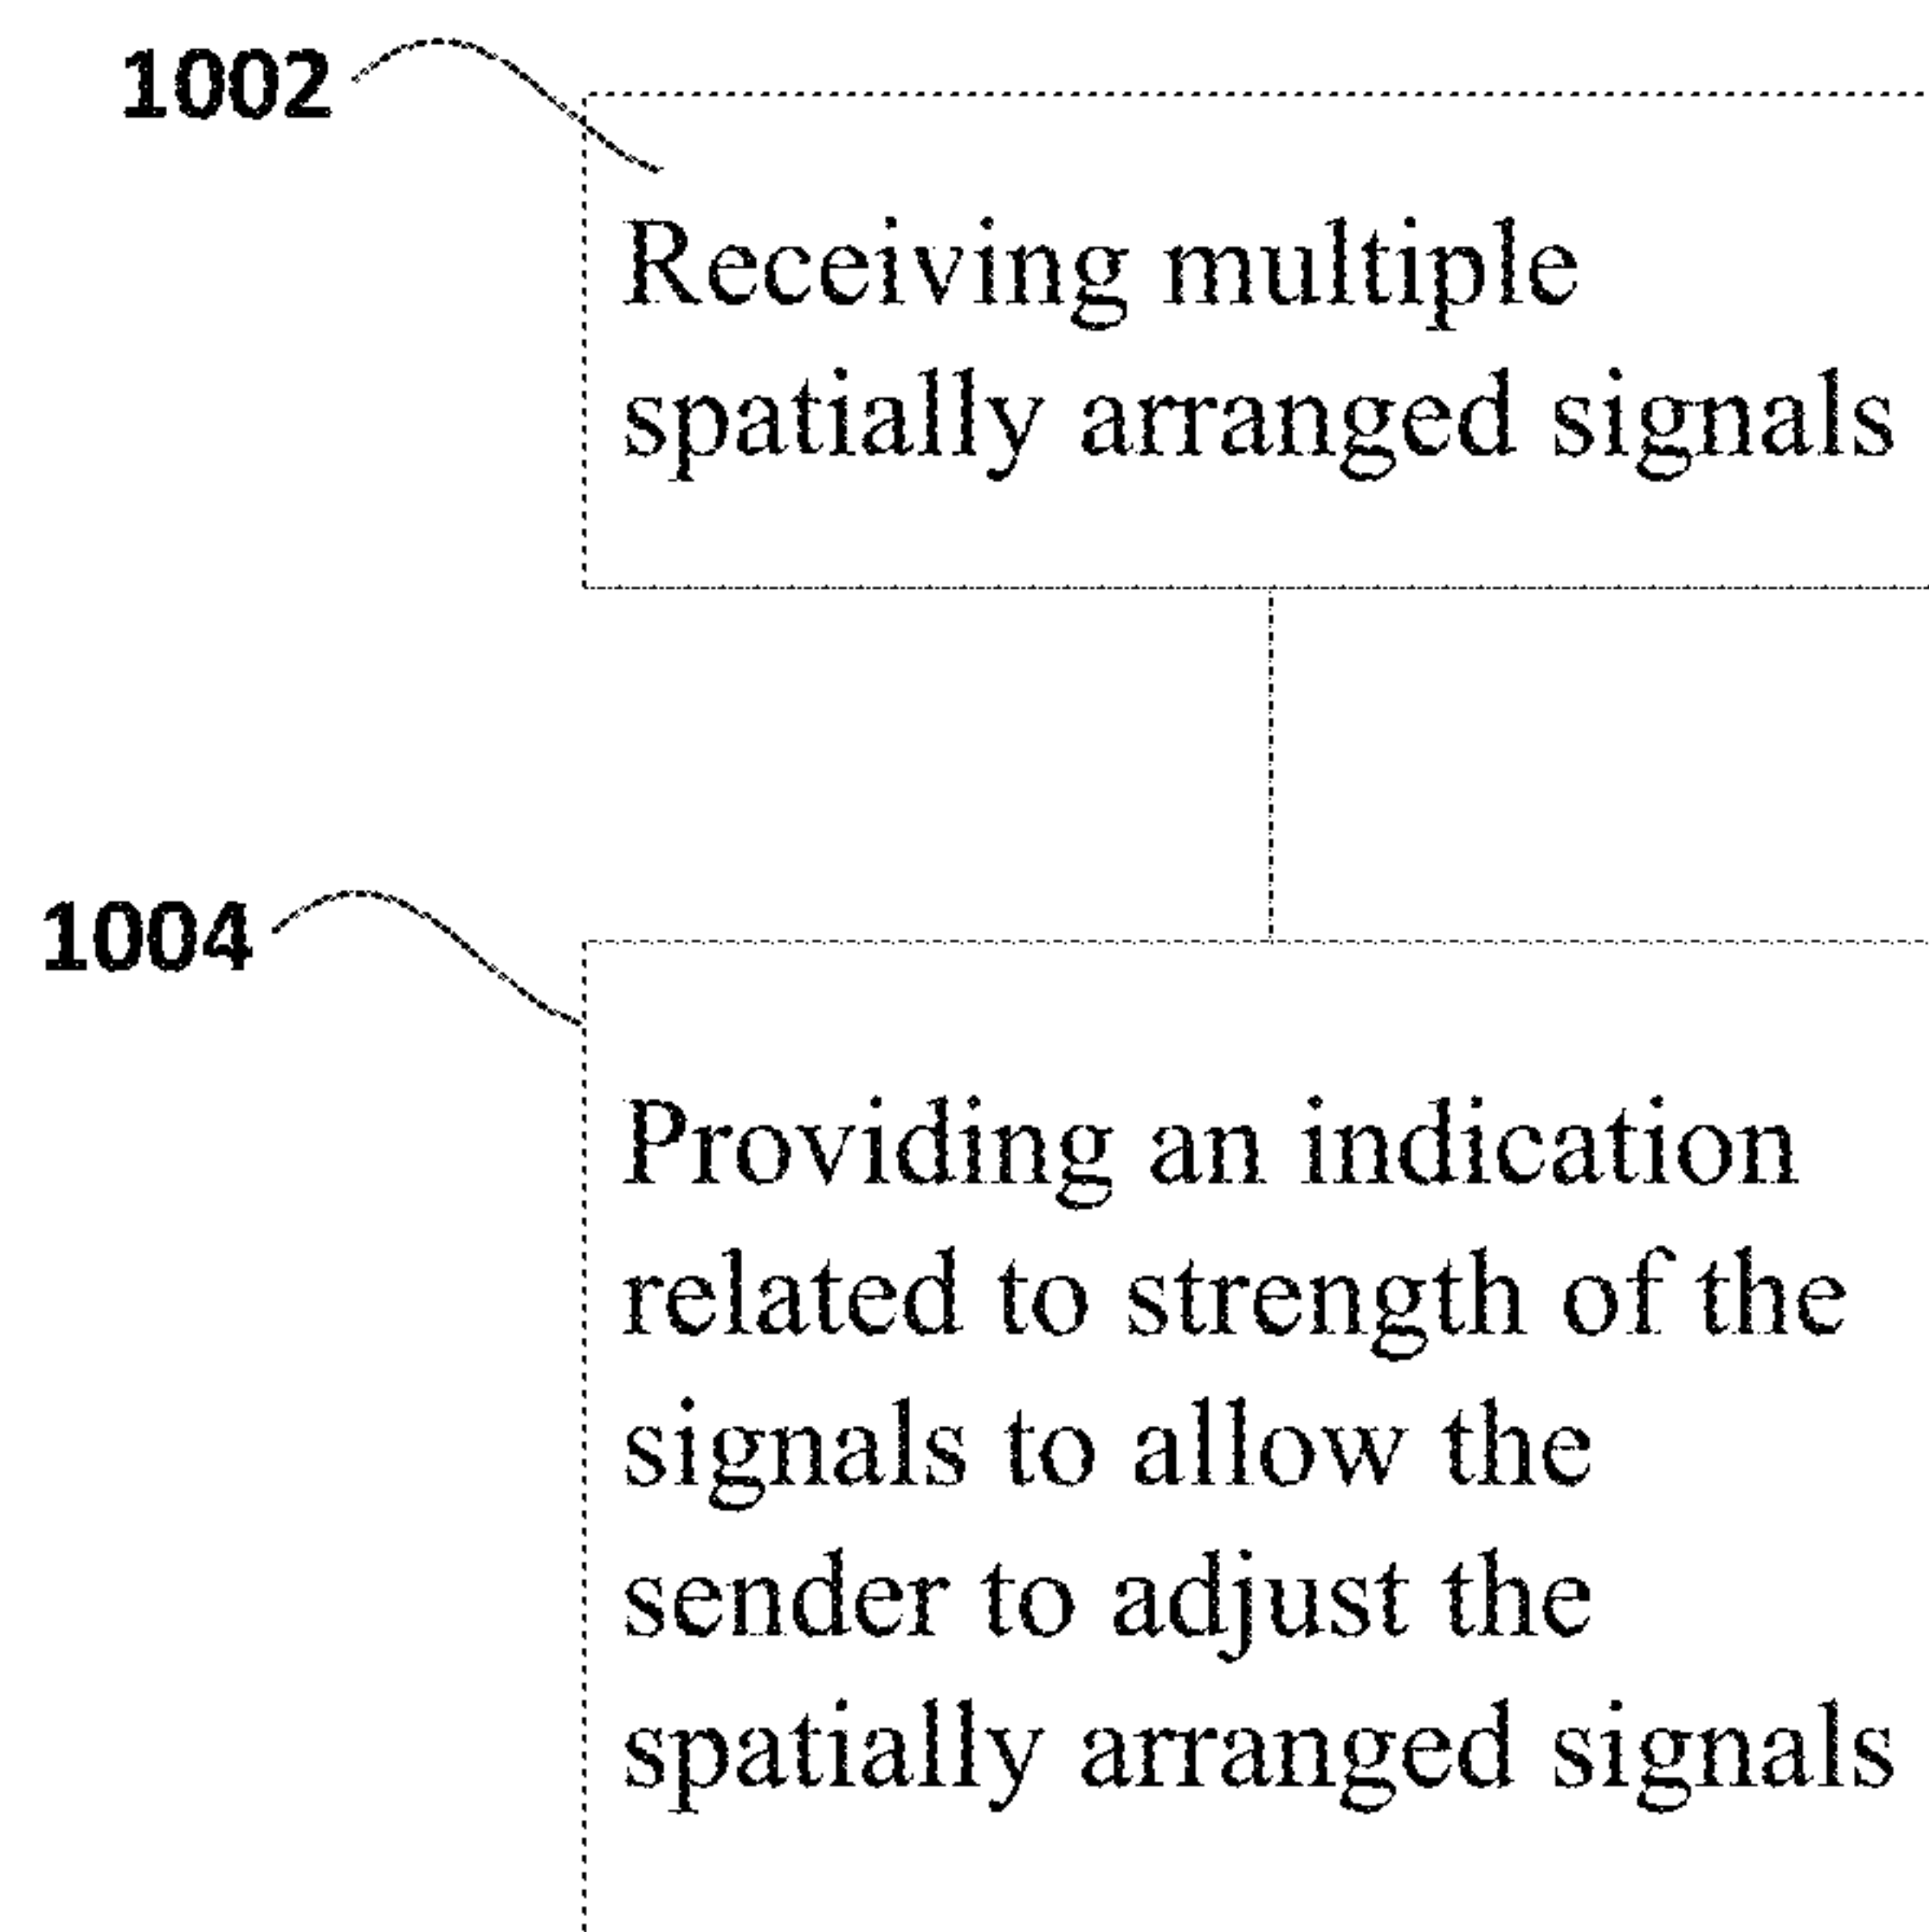 1002
Receiving multiple
spatially arranged signals
1004
Providing an indication
related to strength of the
signals to allow the
sender to adjust the
spatially arranged signals